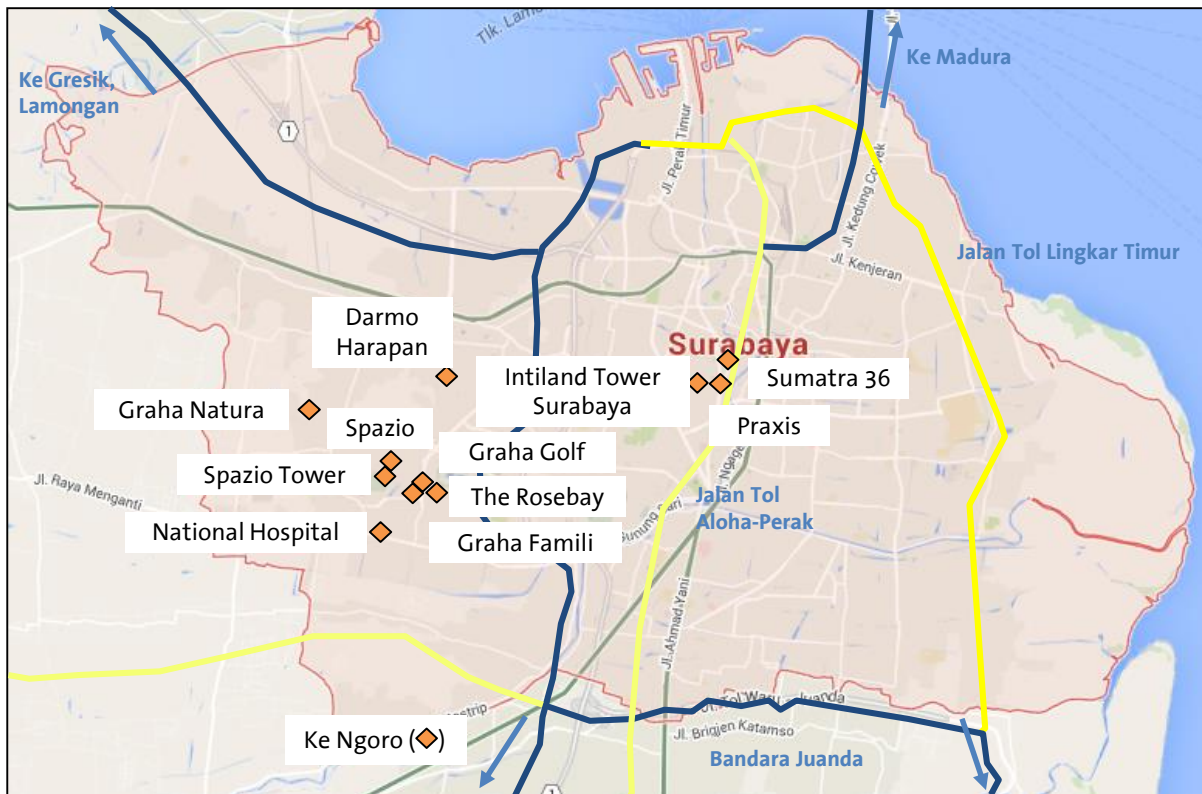 Tlk. Lamo
Ke Gresik,
Lamongan
Ke Madura
1
Jl. Perak Timur
Jl. Kedung Cowek
Jalan Tol Lingkar Timur
Jl. Kenjeran
Darmo
Harapan
Surabaya
Intiland Tower
Surabaya
Sumatra 36
Graha Natura
Praxis
Spazio
Graha Golf
Spazio Tower
Jl. Raya Menganti
The Rosebay
Jalan Tol
Aloha-Perak
National Hospital
Graha Famili
Jl. Ahmad Yani
Jl. Tol Waru - Juanda
Jl. Brigjen Katamso
Ke Ngoro ( )
Bandara Juanda
1